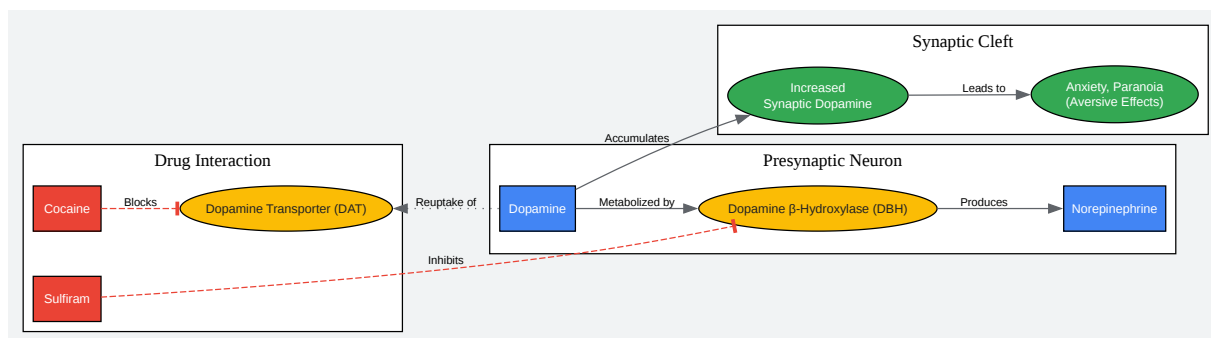 Synaptic Cleft
Increased
Synaptic Dopamine
Leads to
Anxiety, Paranoia
(Aversive Effects)
Accumulates
Drug Interaction
Cocaine
Blocks
Dopamine Transporter (DAT)
Reuptake of
Presynaptic Neuron
Dopamine
Metabolized by
Dopamine β-Hydroxylase (DBH)
Produces
Norepinephrine
Inhibits
Sulfiram